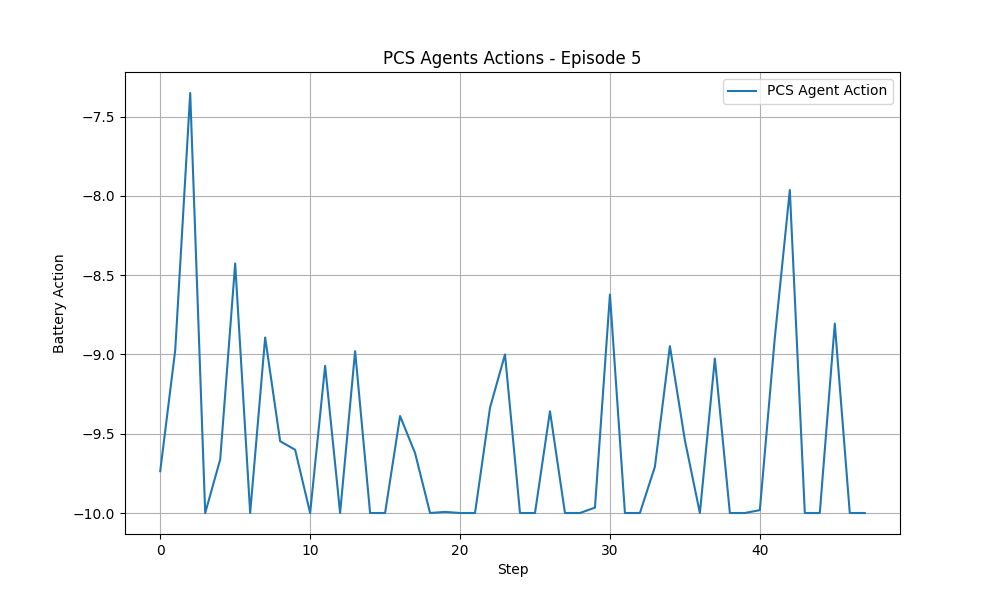 PCS Agents Actions - Episode 5
PCS Agent Action
−7.5
−8.0
−8.5
−9.0
−9.5
−10.0
Battery Action
0 10 20 30 40
Step